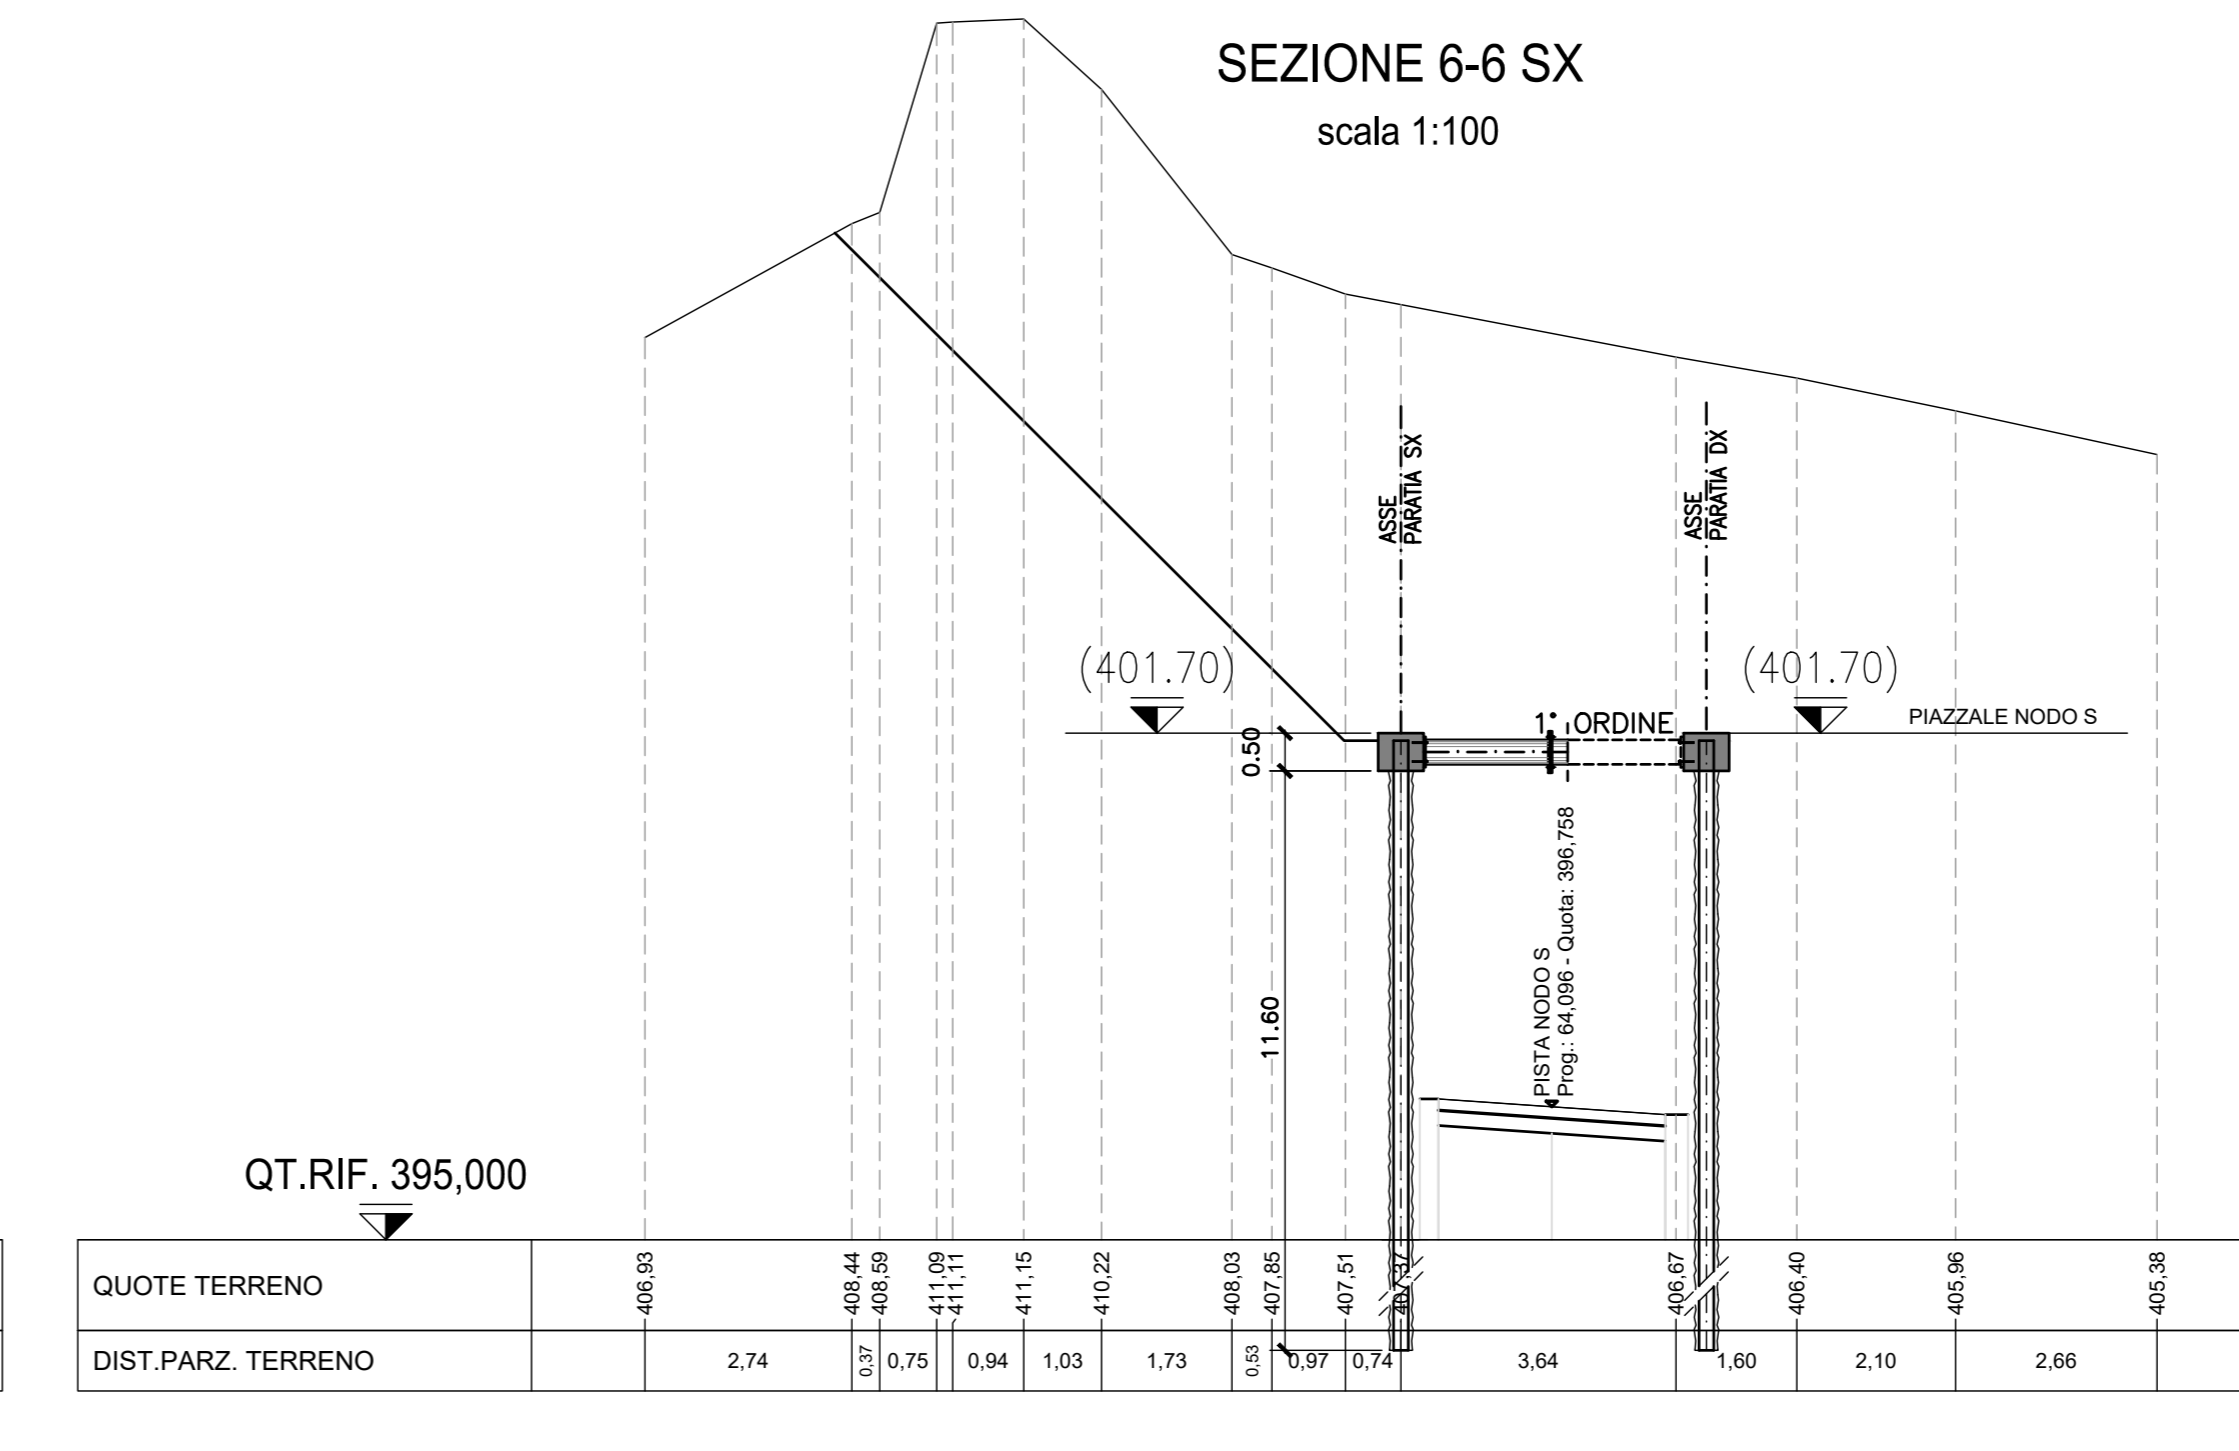 SEZIONE 6-6 SX
scala 1:100
ASSE
PARATIA SX
ASSE
PARATIA DX
(401.70)
(401.70)
1° ORDINE
PIAZZALE NODO S
0.50
11.60
PISTA NODO S
Prog.: 64,096 - Quota: 396,758
QT.RIF. 395,000
QUOTE TERRENO 406,93 408,44 408,59 411,09 411,11 411,15 410,22 408,03 407,85 407,51 407,37 406,67 406,40 405,96 405,38
DIST.PARZ. TERRENO 2,74 0,37 0,75 0,94 1,03 1,73 0,53 0,97 0,74 3,64 1,60 2,10 2,66